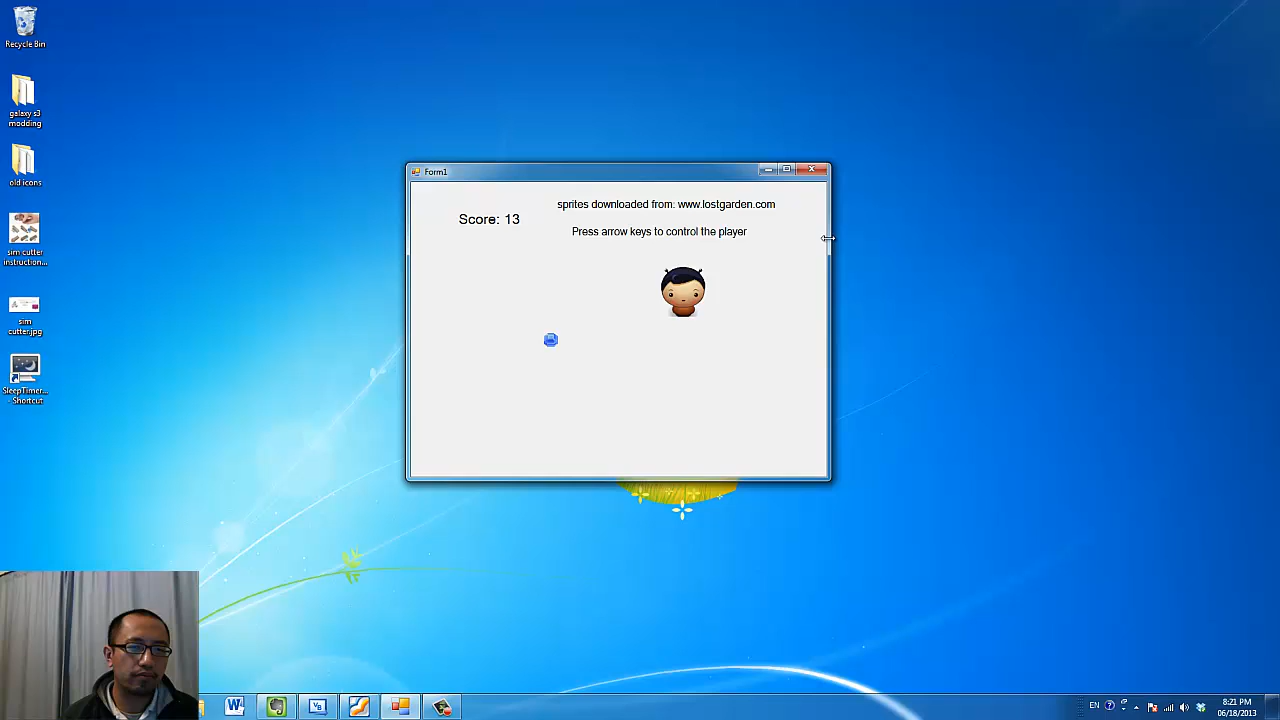 Recycle Bin
galaxy s3
modding
old icons
sim cutter
instruction...
sim
cutter.jpg
SleepTimer...
- Shortcut
Form1
sprites downloaded from: www.lostgarden.com
Score: 13
Press arrow keys to control the player
W
VB
EN
8:21 PM
06/18/2013